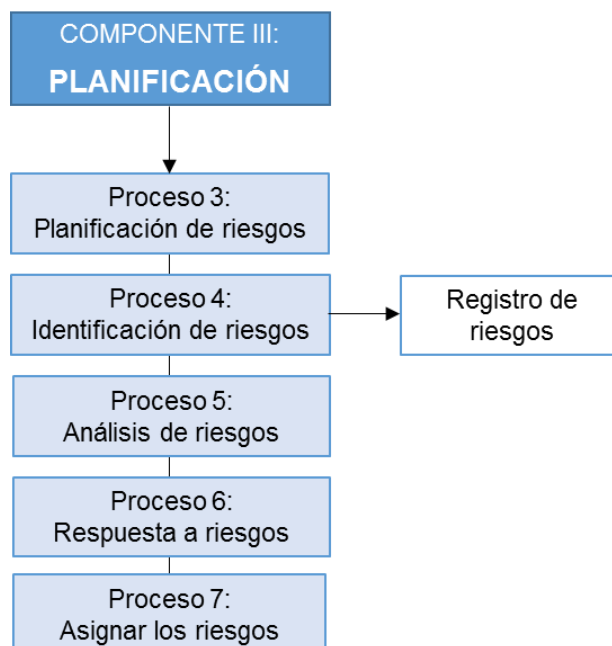 COMPONENTE III:
PLANIFICACIÓN
Proceso 3:
Planificación de riesgos
Proceso 4:
Identificación de riesgos
Registro de
riesgos
Proceso 5:
Análisis de riesgos
Proceso 6:
Respuesta a riesgos
Proceso 7:
Asignar los riesgos